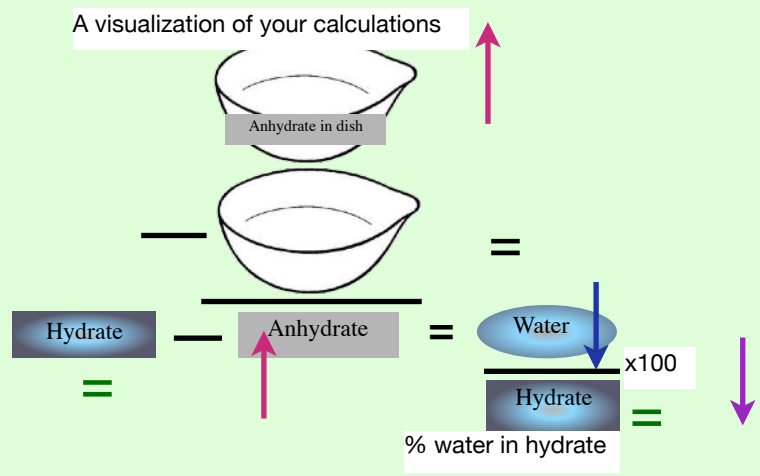 A visualization of your calculations
Anhydrate in dish
— =
Hydrate — Anhydrate = Water
x100
= Hydrate =
% water in hydrate